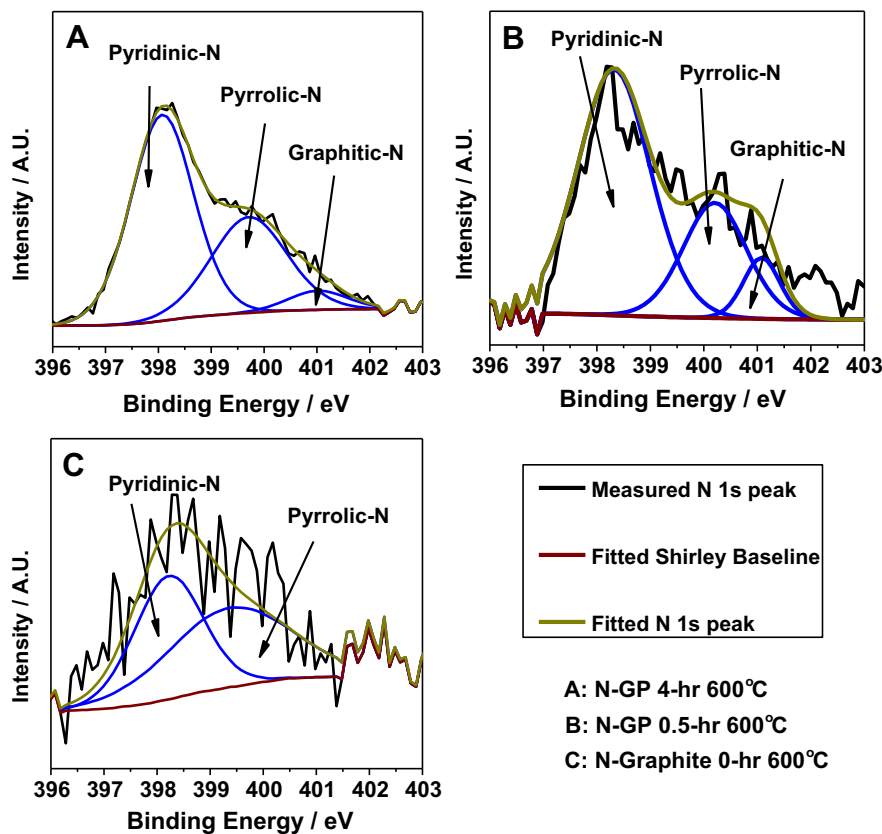 A
Pyridinic-N
Pyrrolic-N
Graphitic-N
Intensity / A.U.
396 397 398 399 400 401 402 403
Binding Energy / eV
B
Pyridinic-N
Pyrrolic-N
Graphitic-N
Intensity / A.U.
396 397 398 399 400 401 402 403
Binding Energy / eV
C
Pyridinic-N
Pyrrolic-N
Intensity / A.U.
396 397 398 399 400 401 402 403
Binding Energy / eV
Measured N 1s peak
Fitted Shirley Baseline
Fitted N 1s peak
A: N-GP 4-hr 600°C
B: N-GP 0.5-hr 600°C
C: N-Graphite 0-hr 600°C